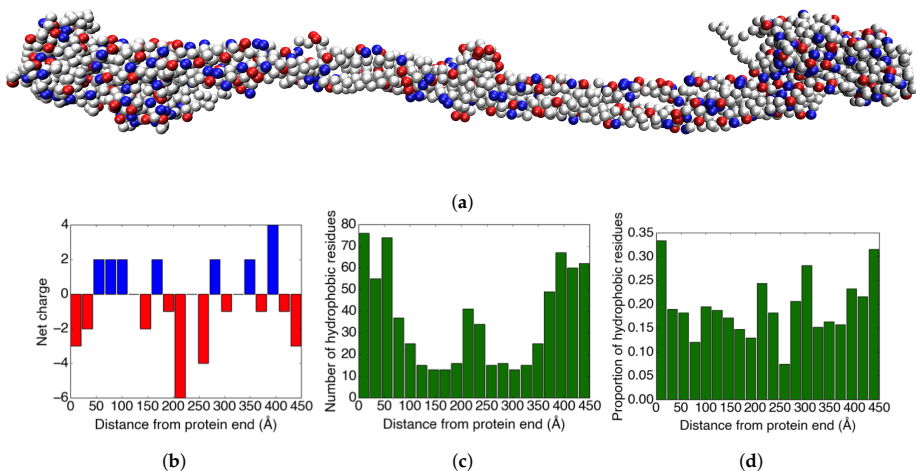 (a)
4
2
0
−2
−4
−6
Net charge
0 50 100 150 200 250 300 350 400 450
Distance from protein end (Å)
(b)
80
70
60
50
40
30
20
10
0
Number of hydrophobic residues
0 50 100 150 200 250 300 350 400 450
Distance from protein end (Å)
(c)
0.35
0.30
0.25
0.20
0.15
0.10
0.05
0.00
Proportion of hydrophobic residues
0 50 100 150 200 250 300 350 400 450
Distance from protein end (Å)
(d)